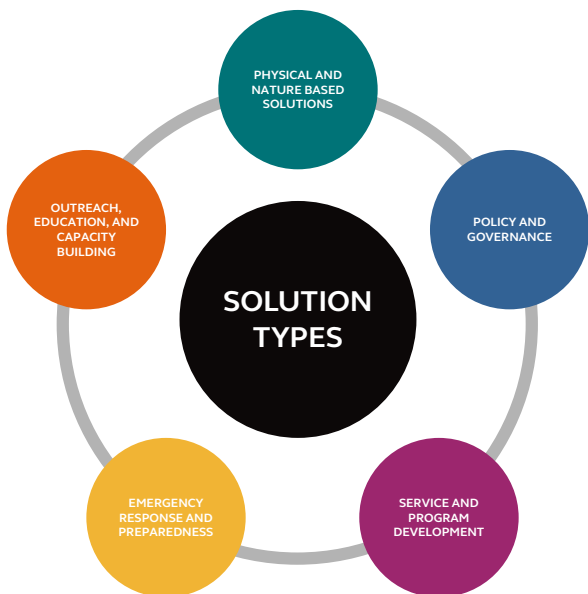 PHYSICAL AND
NATURE BASED
SOLUTIONS
POLICY AND
GOVERNANCE
SERVICE AND
PROGRAM
DEVELOPMENT
EMERGENCY
RESPONSE AND
PREPAREDNESS
OUTREACH,
EDUCATION, AND
CAPACITY
BUILDING
SOLUTION
TYPES